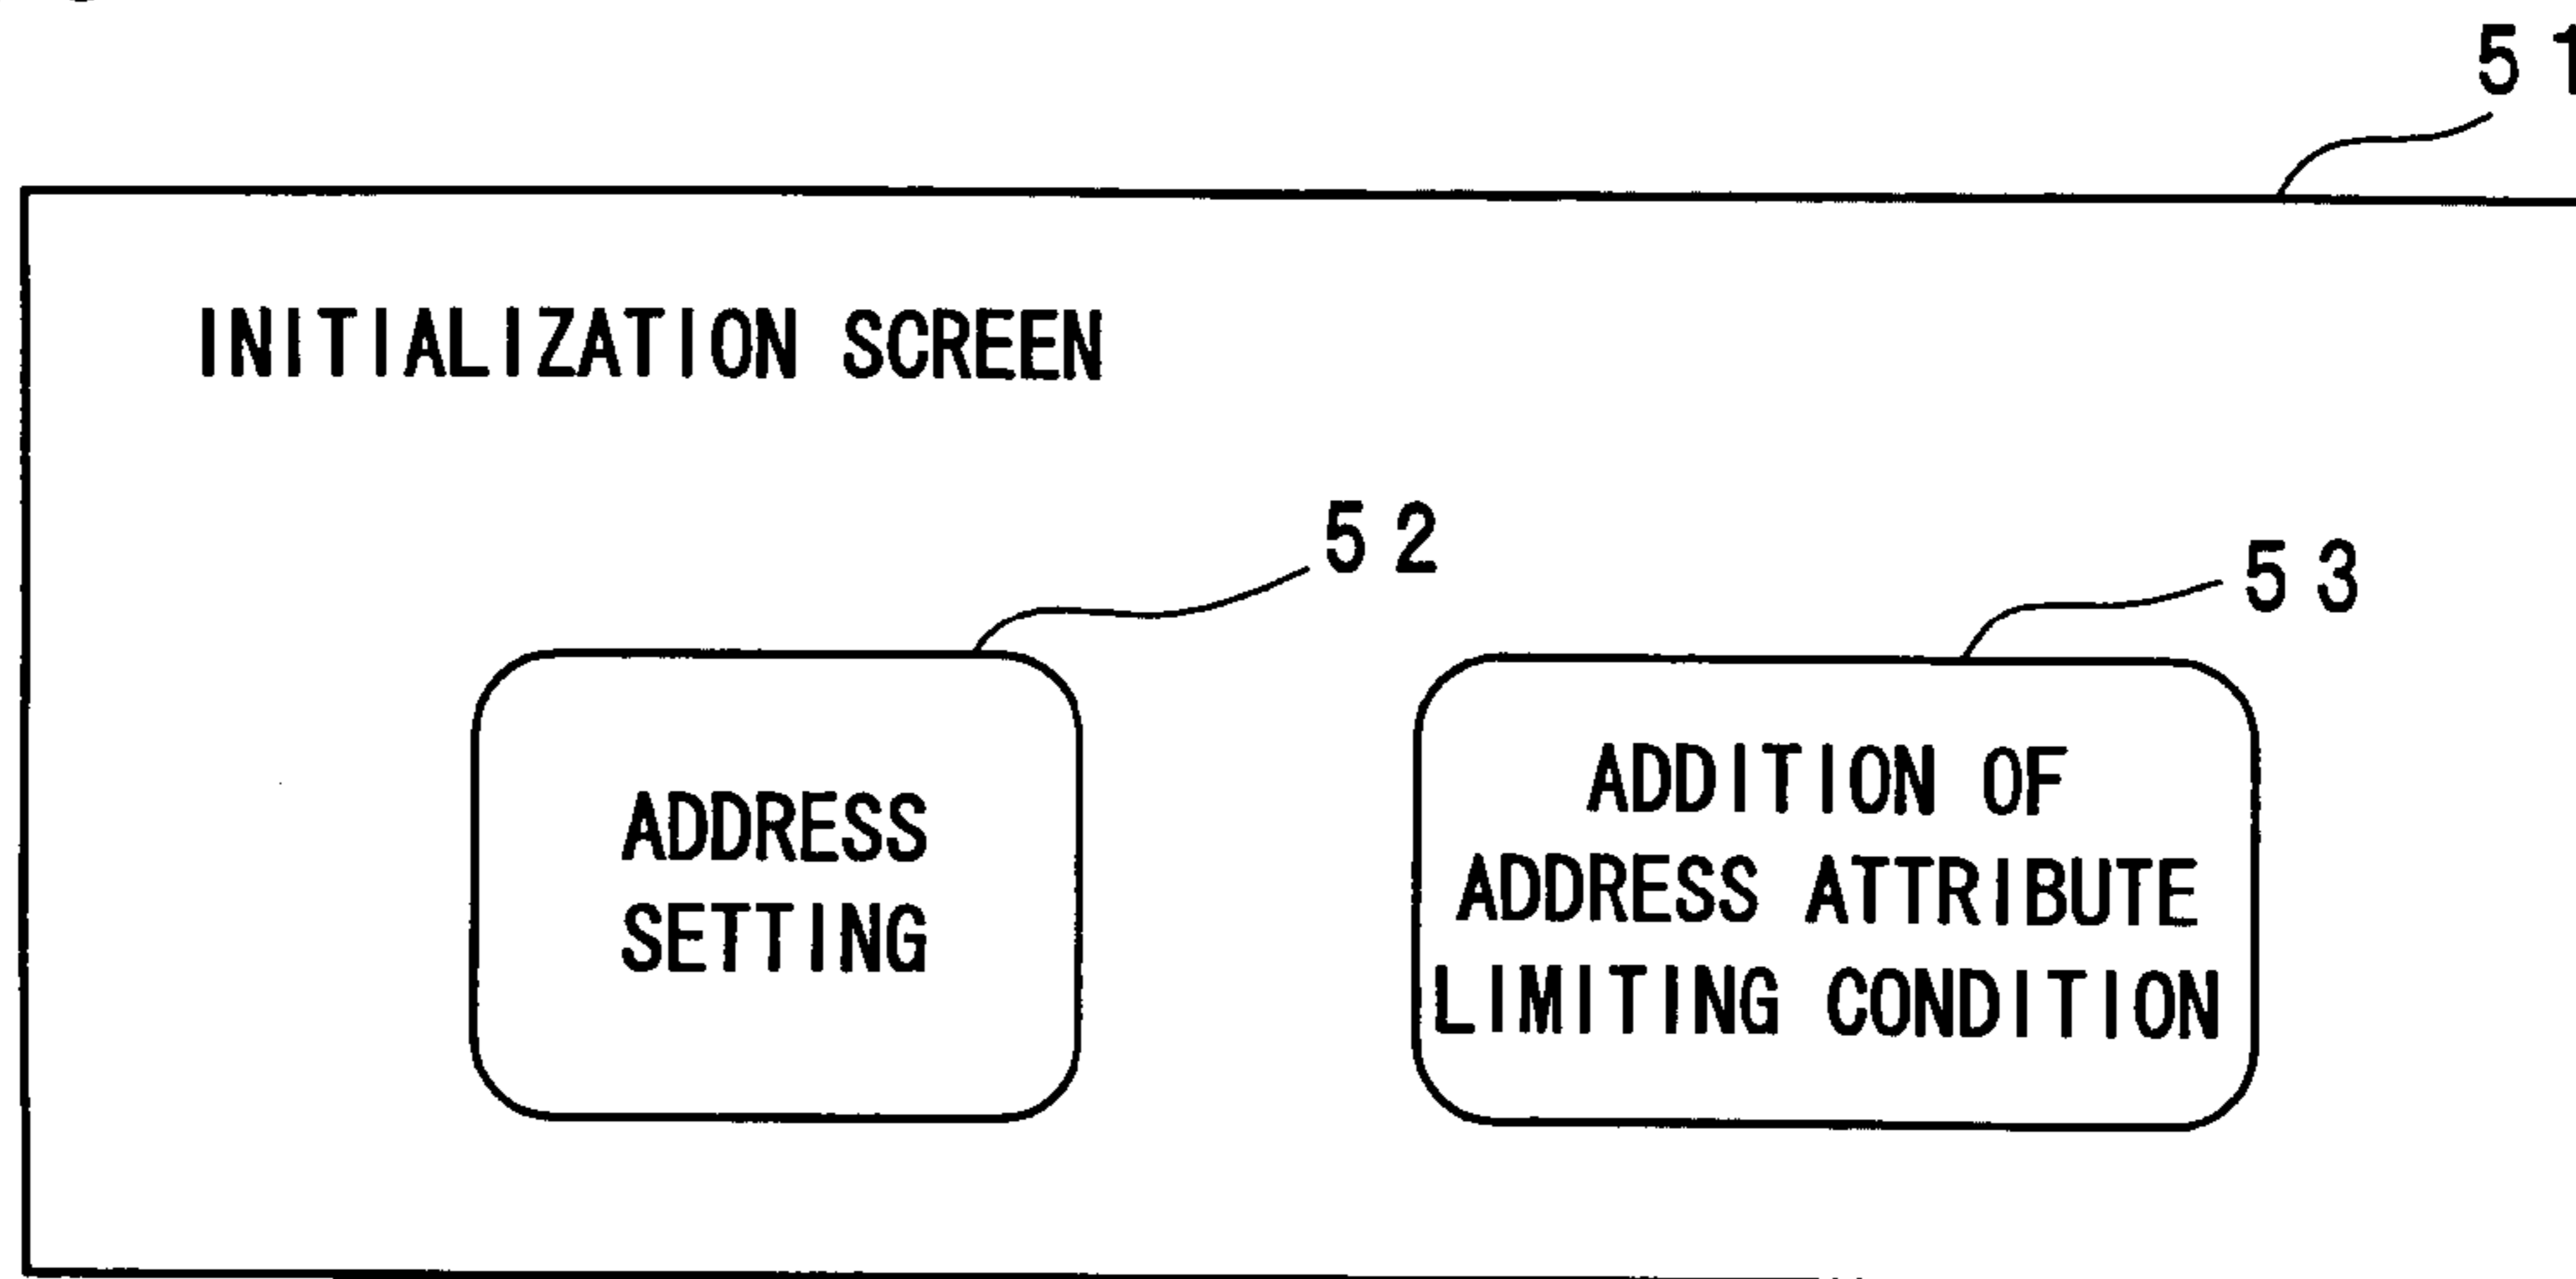 51
INITIALIZATION SCREEN
52
53
ADDRESS
SETTING
ADDITION OF
ADDRESS ATTRIBUTE
LIMITING CONDITION